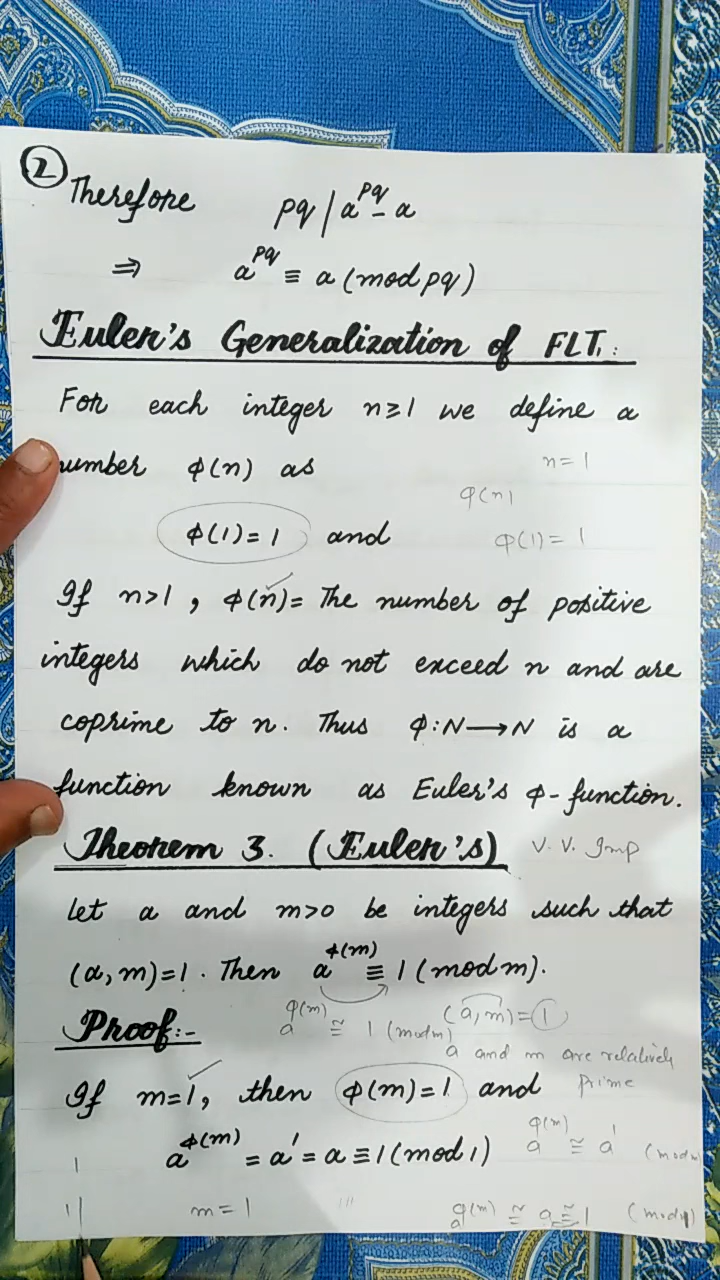 ②
Therefore pq | a^pq - a
⇒ a^pq ≡ a (mod pq)
Euler's Generalization of FLT.:
For each integer n≥1 we define a
number φ(n) as
n=1
φ(n)
φ(1)=1 and
φ(1)=1
If n>1, φ(n)= The number of positive
integers which do not exceed n and are
coprime to n. Thus φ:N→N is a
function known as Euler's φ-function.
Theorem 3. (Euler's)
V. V. Imp
Let a and m>0 be integers such that
(a,m)=1. Then a^φ(m) ≡ 1 (mod m).
a^φ(m) ≅ 1 (mod m)
(a,m)=1
a and m are relatively
prime
Proof:-
If m=1, then φ(m)=1 and
a^φ(m) = a' = a ≡ 1 (mod 1)
a^φ(m) ≅ a' (mod
1
1
m=1
a^φ(m) ≅ a ≅ 1